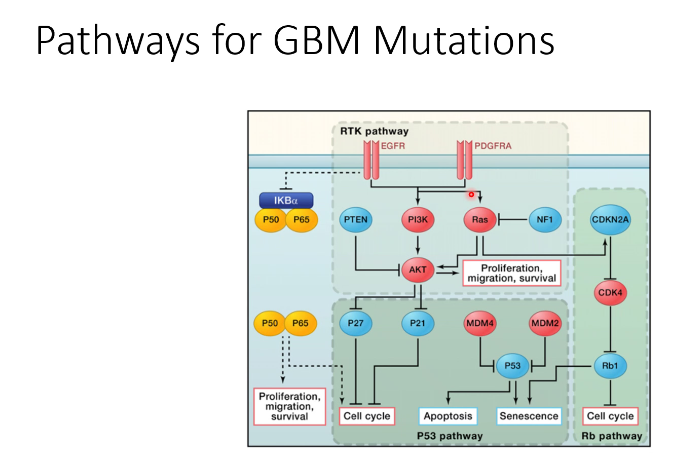 Pathways for GBM Mutations
RTK pathway
EGFR
PDGFRA
IKBα
P50
P65
PTEN
PI3K
Ras
NF1
CDKN2A
AKT
Proliferation,
migration, survival
CDK4
P50
P65
P27
P21
MDM4
MDM2
P53
Rb1
Proliferation,
migration,
survival
Cell cycle
Apoptosis
Senescence
Cell cycle
P53 pathway
Rb pathway